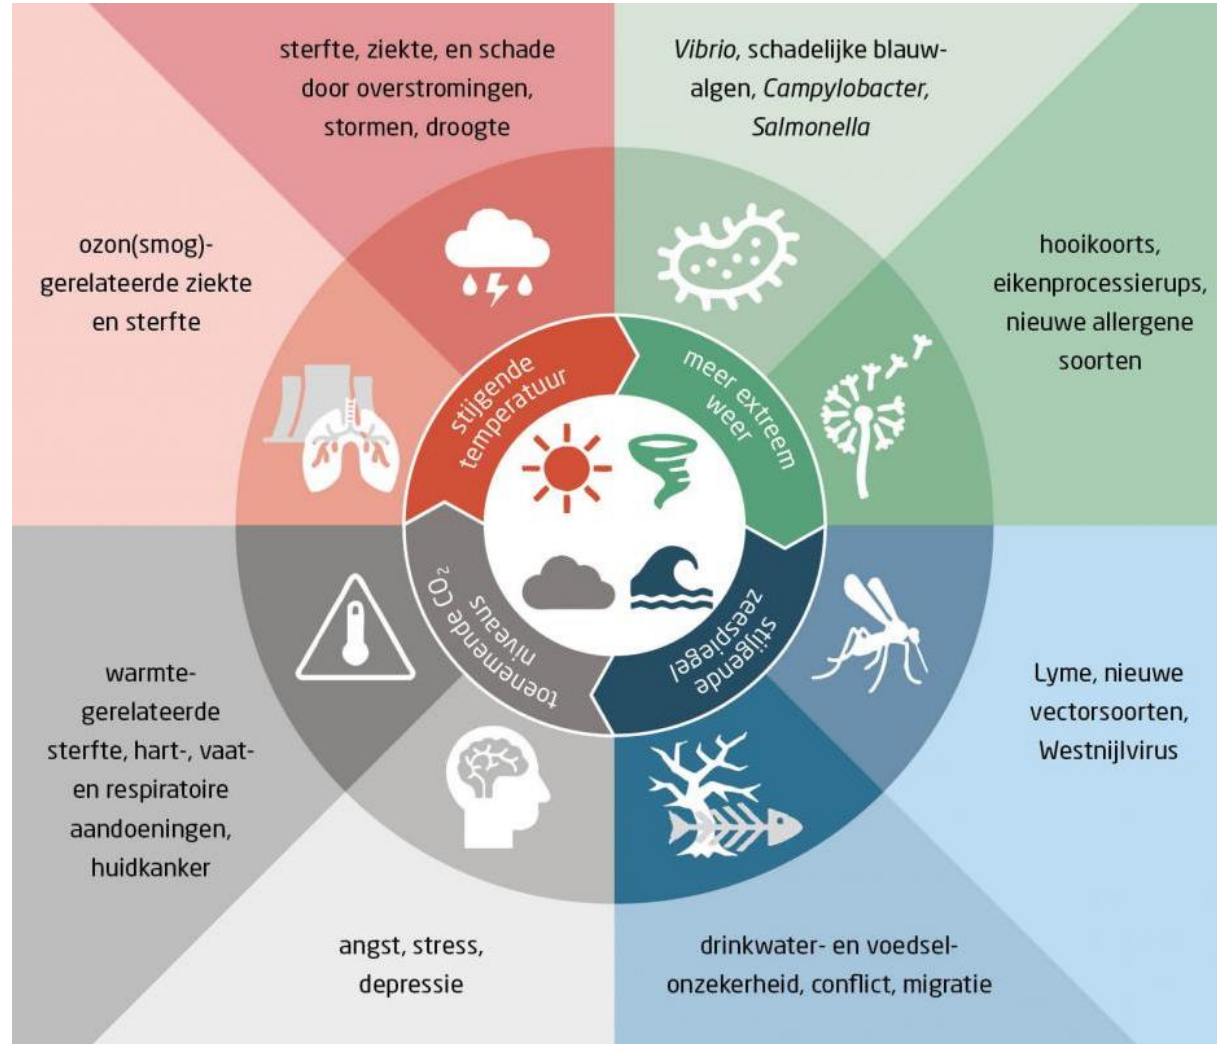 sterfte, ziekte, en schade
door overstromingen,
stormen, droogte
Vibrio, schadelijke blauw-
algen, Campylobacter,
Salmonella
ozon(smog)-
gerelateerde ziekte
en sterfte
hooikoorts,
eikenprocessierups,
nieuwe allergene
soorten
stijgende
temperatuur
meer extreem
weer
toenemende CO₂
niveaus
stijgende
zeespiegel
warmte-
gerelateerde
sterfte, hart-, vaat-
en respiratoire
aandoeningen,
huidkanker
Lyme, nieuwe
vectorsoorten,
Westnijlvirus
angst, stress,
depressie
drinkwater- en voedsel-
onzekerheid, conflict, migratie